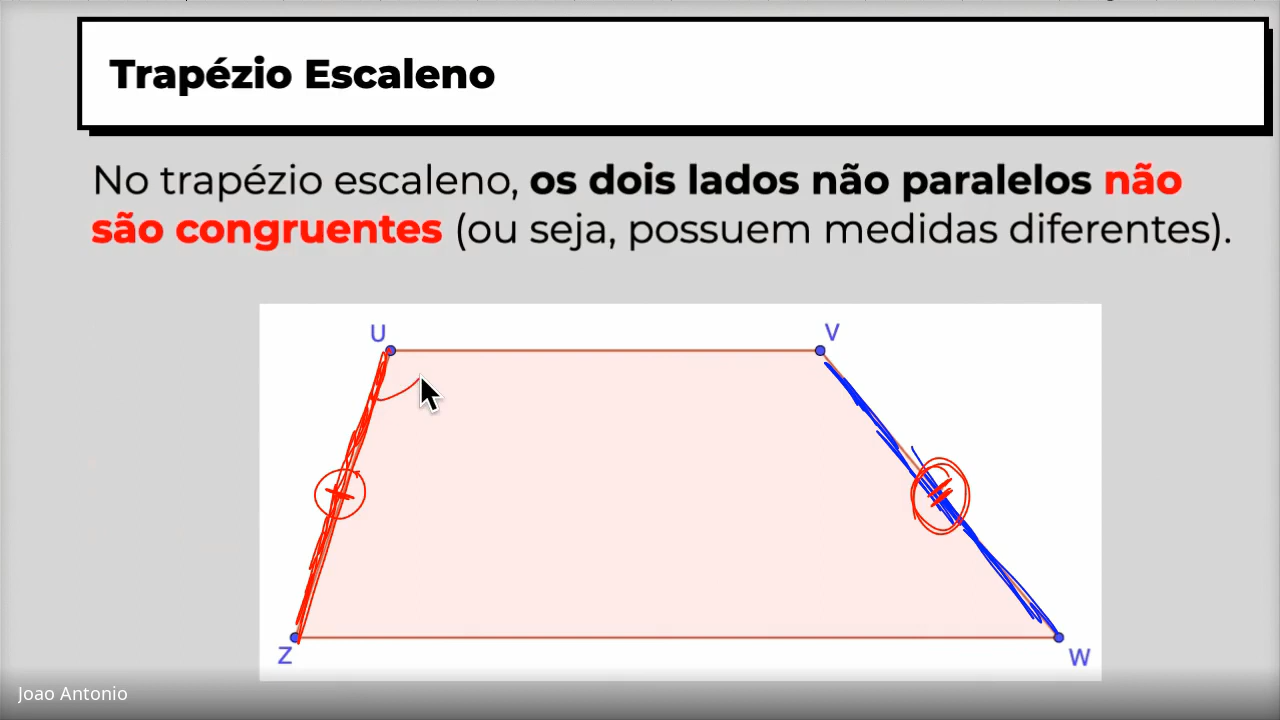 Trapézio Escaleno
No trapézio escaleno, os dois lados não paralelos não
são congruentes (ou seja, possuem medidas diferentes).
U
V
Z
W
Joao Antonio